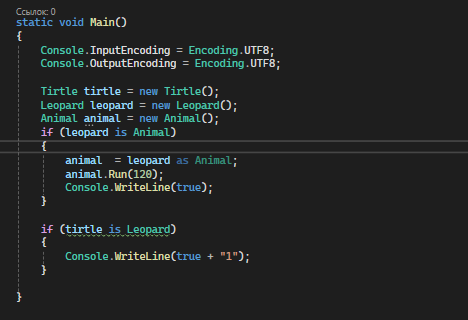 Ссылок: 0
static void Main()
{
    Console.InputEncoding = Encoding.UTF8;
    Console.OutputEncoding = Encoding.UTF8;
    Tirtle tirtle = new Tirtle();
    Leopard leopard = new Leopard();
    Animal animal = new Animal();
    if (leopard is Animal)
    {
        animal  = leopard as Animal;
        animal.Run(120);
        Console.WriteLine(true);
    }
    if (tirtle is Leopard)
    {
        Console.WriteLine(true + "1");
    }
}